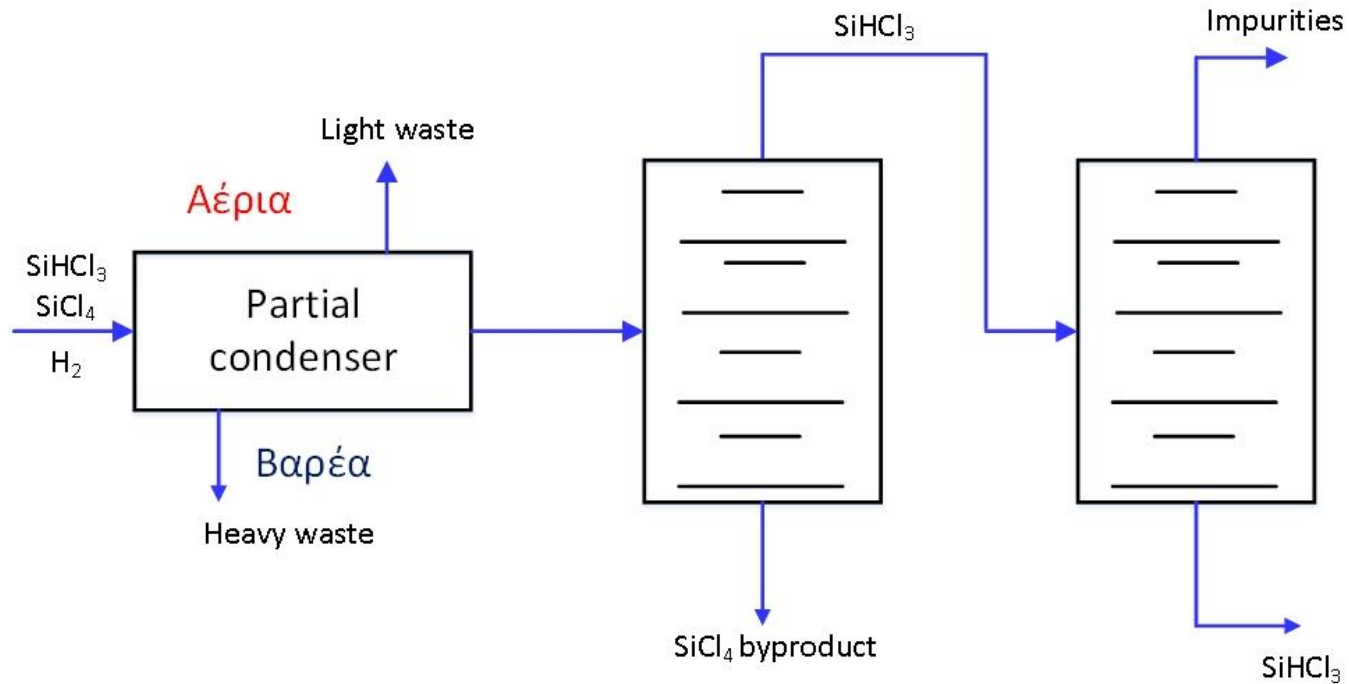 SiHCl₃
Impurities
Light waste
Αέρια
SiHCl₃
SiCl₄
H₂
Partial
condenser
Βαρέα
Heavy waste
SiCl₄ byproduct
SiHCl₃